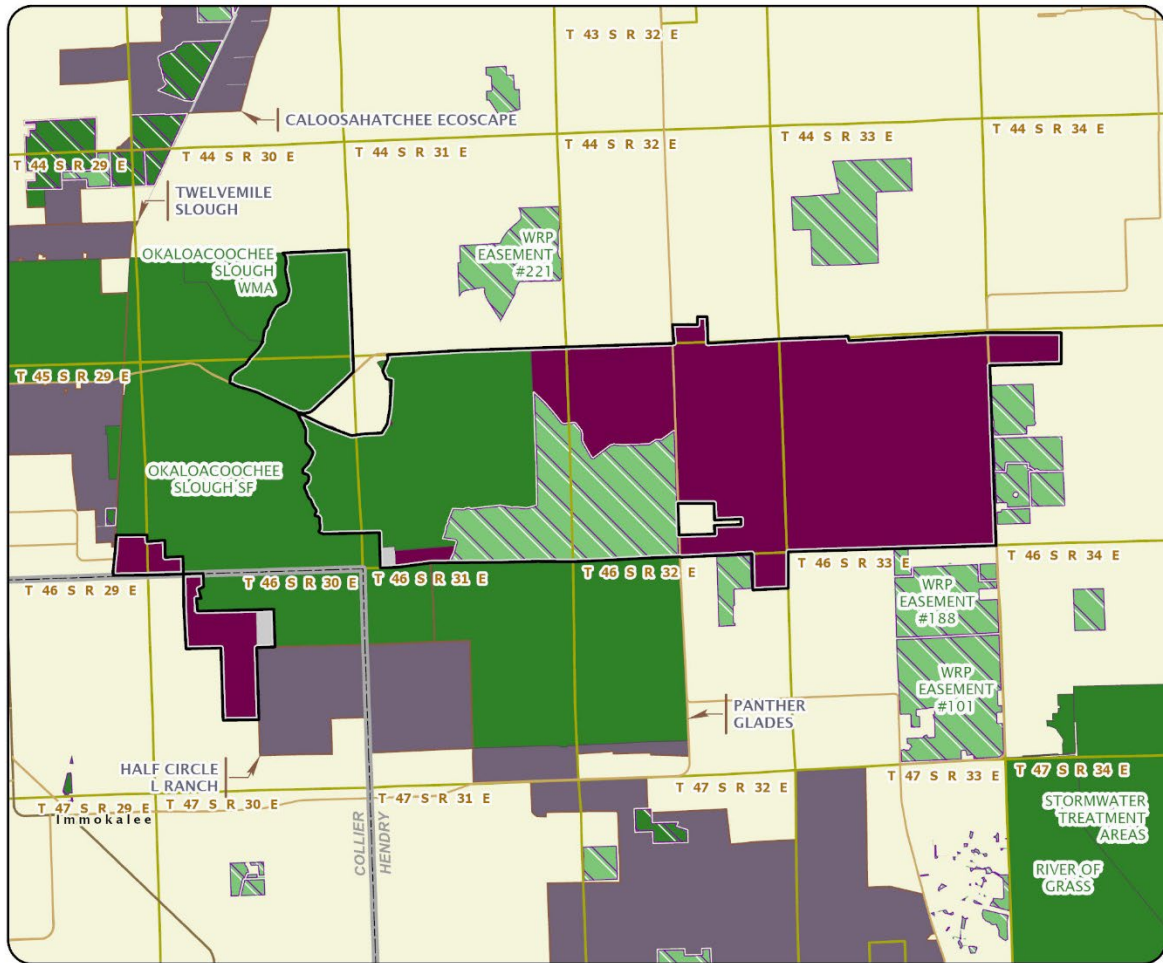 T 43 S R 32 E
CALOOSAHATCHEE ECOSCAPE
T 44 S R 29 E
T 44 S R 30 E
T 44 S R 31 E
T 44 S R 32 E
T 44 S R 33 E
T 44 S R 34 E
TWELVEMILE
SLOUGH
OKALOACOOCHEE
SLOUGH
WMA
WRP
EASEMENT
#221
T 45 S R 29 E
OKALOACOOCHEE
SLOUGH SF
T 46 S R 29 E
T 46 S R 30 E
T 46 S R 31 E
T 46 S R 32 E
T 46 S R 33 E
T 46 S R 34 E
WRP
EASEMENT
#188
WRP
EASEMENT
#101
PANTHER
GLADES
HALF CIRCLE
L RANCH
T 47 S R 29 E
T 47 S R 30 E
T 47 S R 31 E
T 47 S R 32 E
T 47 S R 33 E
T 47 S R 34 E
Immokalee
COLLIER
HENDRY
STORMWATER
TREATMENT
AREAS
RIVER OF
GRASS